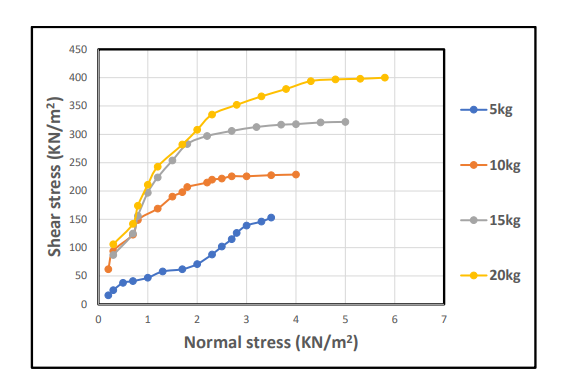 450
400
350
300
250
200
150
100
50
0
Shear stress (KN/m²)
0 1 2 3 4 5 6 7
Normal stress (KN/m²)
5kg
10kg
15kg
20kg